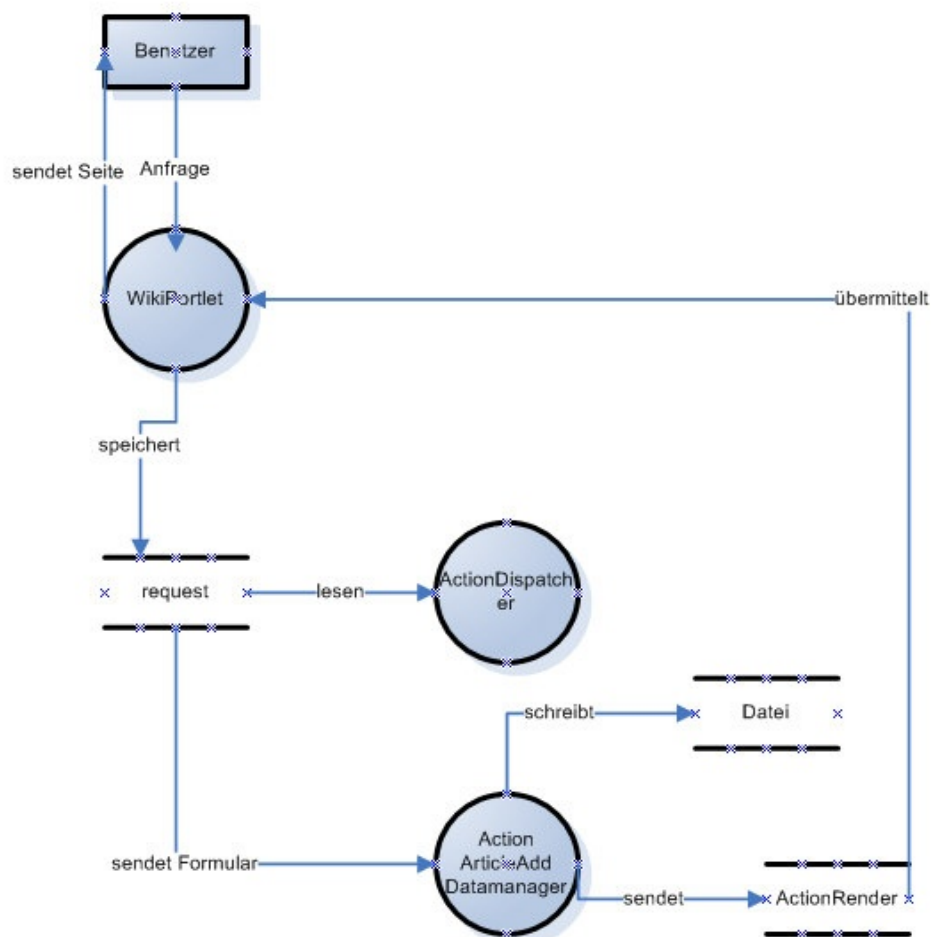 Benutzer
sendet Seite
Anfrage
WikiPortlet
übermittelt
speichert
request
lesen
ActionDispatch
er
schreibt
Datei
sendet Formular
Action
ArticleAdd
Datamanager
sendet
ActionRender